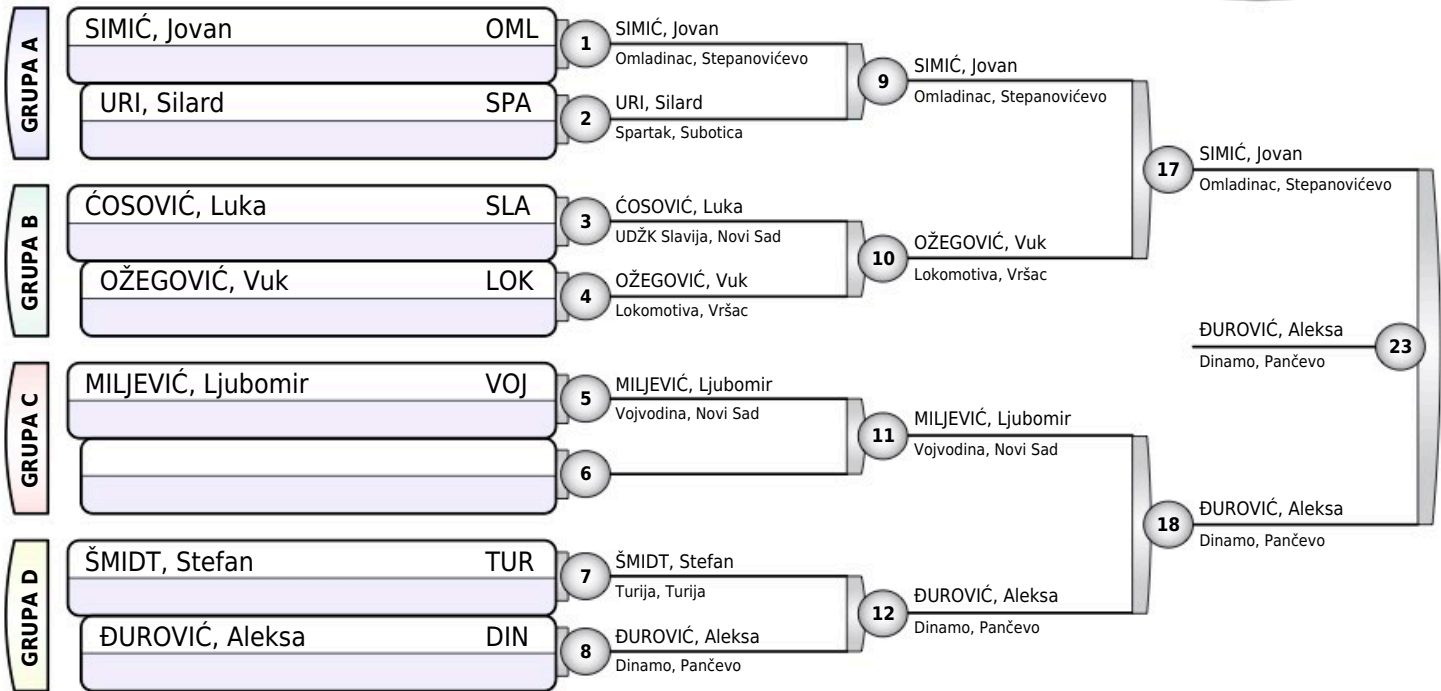 GRUPA A
SIMIĆ, Jovan OML
URI, Silard SPA
GRUPA B
ĆOSOVIĆ, Luka SLA
OŽEGOVIĆ, Vuk LOK
GRUPA C
MILJEVIĆ, Ljubomir VOJ
GRUPA D
ŠMIDT, Stefan TUR
ĐUROVIĆ, Aleksa DIN
1
SIMIĆ, Jovan
Omladinac, Stepanovićevo
2
URI, Silard
Spartak, Subotica
3
ĆOSOVIĆ, Luka
UDŽK Slavija, Novi Sad
4
OŽEGOVIĆ, Vuk
Lokomotiva, Vršac
5
MILJEVIĆ, Ljubomir
Vojvodina, Novi Sad
6
7
ŠMIDT, Stefan
Turija, Turija
8
ĐUROVIĆ, Aleksa
Dinamo, Pančevo
9
SIMIĆ, Jovan
Omladinac, Stepanovićevo
10
OŽEGOVIĆ, Vuk
Lokomotiva, Vršac
11
MILJEVIĆ, Ljubomir
Vojvodina, Novi Sad
12
ĐUROVIĆ, Aleksa
Dinamo, Pančevo
17
SIMIĆ, Jovan
Omladinac, Stepanovićevo
18
ĐUROVIĆ, Aleksa
Dinamo, Pančevo
ĐUROVIĆ, Aleksa
Dinamo, Pančevo
23